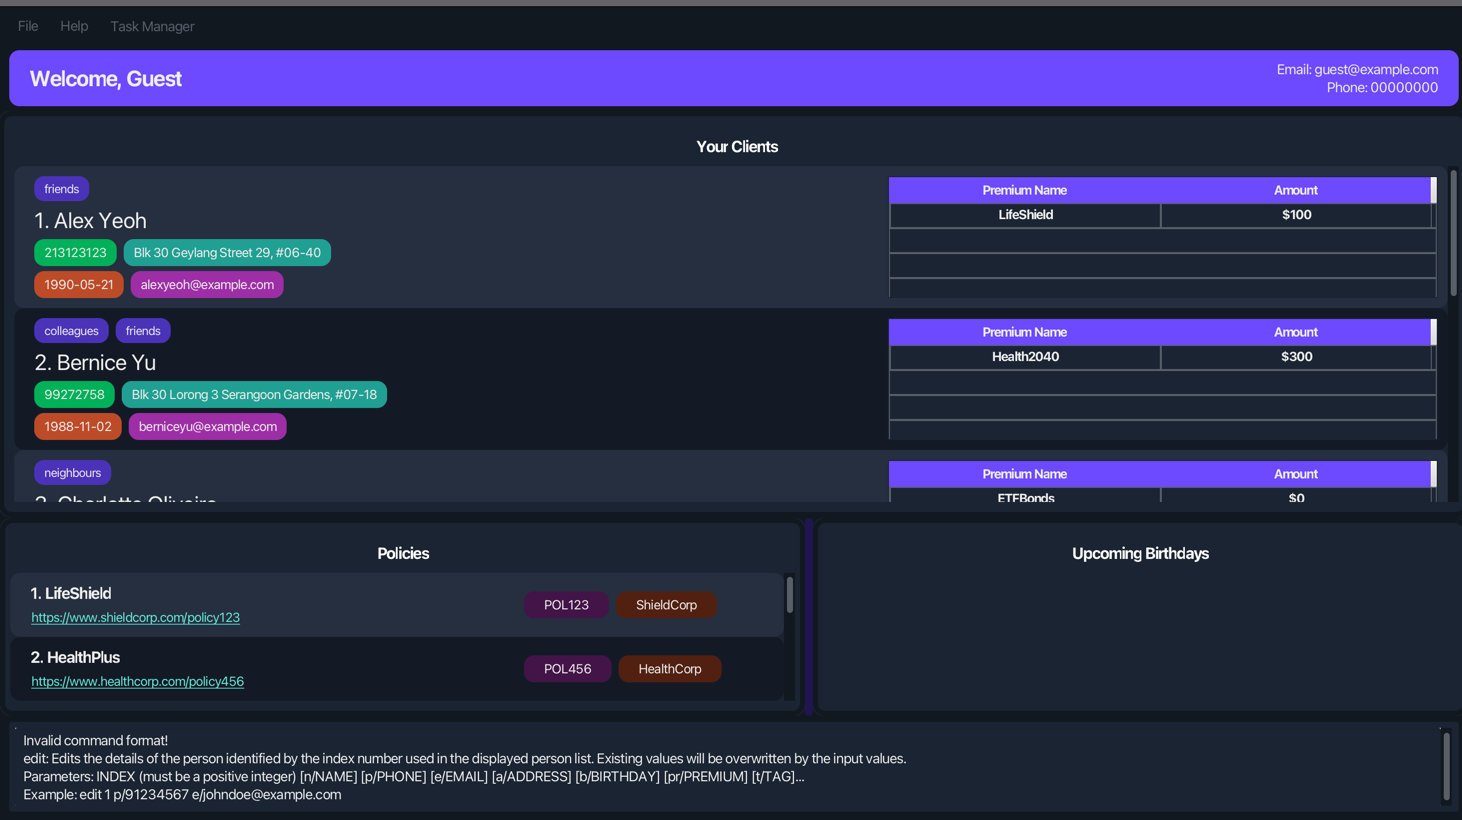 File Help Task Manager
Welcome, Guest
Email: guest@example.com
Phone: 00000000
Your Clients
friends
1. Alex Yeoh
213123123 Blk 30 Geylang Street 29, #06-40
1990-05-21 alexyeoh@example.com
Premium Name Amount
LifeShield $100
colleagues friends
2. Bernice Yu
99272758 Blk 30 Lorong 3 Serangoon Gardens, #07-18
1988-11-02 berniceyu@example.com
Premium Name Amount
Health2040 $300
neighbours
3. Charlotte Oliveiro
Premium Name Amount
ETFBonds $0
Policies
1. LifeShield
https://www.shieldcorp.com/policy123
POL123 ShieldCorp
2. HealthPlus
https://www.healthcorp.com/policy456
POL456 HealthCorp
Upcoming Birthdays
Invalid command format!
edit: Edits the details of the person identified by the index number used in the displayed person list. Existing values will be overwritten by the input values.
Parameters: INDEX (must be a positive integer) [n/NAME] [p/PHONE] [e/EMAIL] [a/ADDRESS] [b/BIRTHDAY] [pr/PREMIUM] [t/TAG]...
Example: edit 1 p/91234567 e/johndoe@example.com